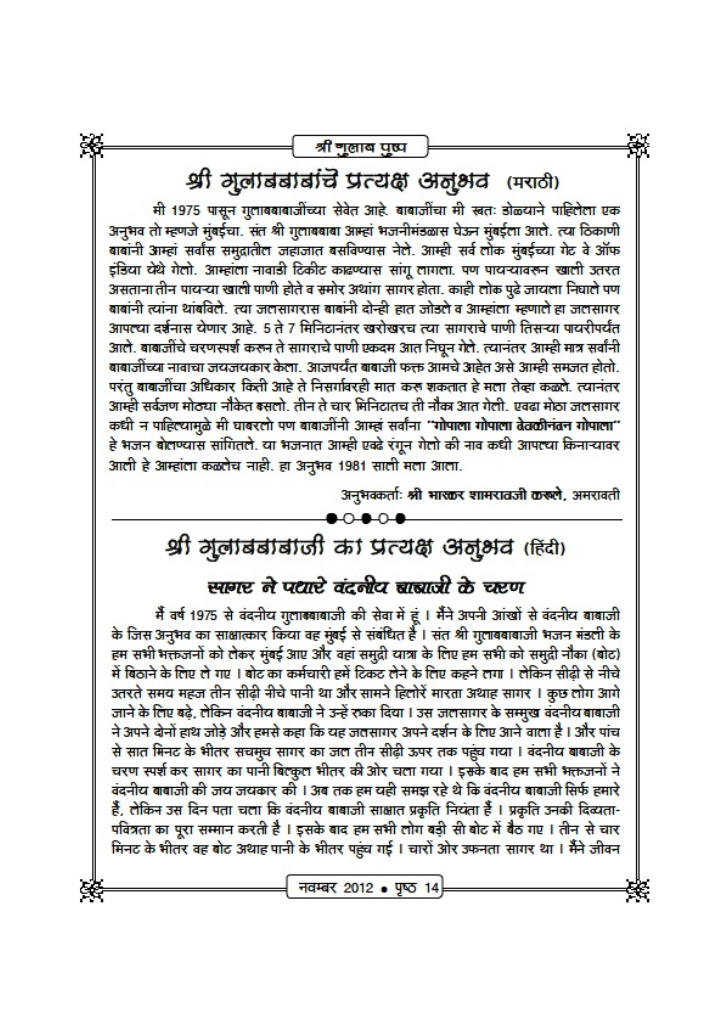 श्री गुलाब पुष्प
श्री गुलाबबाबांचे प्रत्यक्ष अनुभव (मराठी)
मी 1975 पासून गुलाबबाबाजींच्या सेवेत आहे. बाबाजींचा मी स्वतः डोळ्याने पाहिलेला एक
अनुभव तो म्हणजे मुंबईचा. संत श्री गुलाबबाबा आम्हां भजनीमंडळास घेऊन मुंबईला आले. त्या ठिकाणी
बाबांनी आम्हां सर्वांस समुद्रातील जहाजात बसविण्यास नेले. आम्ही सर्व लोक मुंबईच्या गेट वे ऑफ
इंडिया येथे गेलो. आम्हांला नावाडी टिकीट काढण्यास सांगू लागला. पण पायऱ्यावरून खाली उतरत
असताना तीन पायऱ्या खाली पाणी होते व समोर अथांग सागर होता. काही लोक पुढे जायला निघाले पण
बाबांनी त्यांना थांबविले. त्या जलसागरास बाबांनी दोन्ही हात जोडले व आम्हांला म्हणाले हा जलसागर
आपल्या दर्शनास येणार आहे. 5 ते 7 मिनिटानंतर खरोखरच त्या सागराचे पाणी तिसऱ्या पायरीपर्यंत
आले. बाबाजींचे चरणस्पर्श करून ते सागराचे पाणी एकदम आत निघून गेले. त्यानंतर आम्ही मात्र सर्वांनी
बाबाजींच्या नावाचा जयजयकार केला. आजपर्यंत बाबाजी फक्त आमचे आहेत असे आम्ही समजत होतो.
परंतु बाबाजींचा अधिकार किती आहे ते निसर्गावरही मात करू शकतात हे मला तेव्हा कळले. त्यानंतर
आम्ही सर्वजण मोठ्या नौकेत बसलो. तीन ते चार मिनिटातच ती नौका आत गेली. एवढा मोठा जलसागर
कधी न पाहिल्यामुळे मी घाबरलो पण बाबाजींनी आम्हां सर्वांना “गोपाला गोपाला देवकीनंदन गोपाला”
हे भजन बोलण्यास सांगितले. या भजनात आम्ही एवढे रंगून गेलो की नाव कधी आपल्या किनाऱ्यावर
आली हे आम्हांला कळलेच नाही. हा अनुभव 1981 साली मला आला.
अनुभवकर्ताः श्री भास्कर शामरावजी करूले, अमरावती
श्री गुलाबबाबाजी का प्रत्यक्ष अनुभव (हिंदी)
सागर ने पधारे वंदनीय बाबाजी के चरण
मैं वर्ष 1975 से वंदनीय गुलाबबाबाजी की सेवा में हूं । मैंने अपनी आंखों से वंदनीय बाबाजी
के जिस अनुभव का साक्षात्कार किया वह मुंबई से संबंधित है । संत श्री गुलाबबाबाजी भजन मंडली के
हम सभी भक्तजनों को लेकर मुंबई आए और वहां समुद्री यात्रा के लिए हम सभी को समुद्री नौका (बोट)
में बिठाने के लिए ले गए । बोट का कर्मचारी हमें टिकट लेने के लिए कहने लगा । लेकिन सीढ़ी से नीचे
उतरते समय महज तीन सीढ़ी नीचे पानी था और सामने हिलोरें मारता अथाह सागर । कुछ लोग आगे
जाने के लिए बढ़े, लेकिन वंदनीय बाबाजी ने उन्हें रुका दिया । उस जलसागर के सम्मुख वंदनीय बाबाजी
ने अपने दोनों हाथ जोड़े और हमसे कहा कि यह जलसागर अपने दर्शन के लिए आने वाला है । और पांच
से सात मिनट के भीतर सचमुच सागर का जल तीन सीढ़ी ऊपर तक पहुंच गया । वंदनीय बाबाजी के
चरण स्पर्श कर सागर का पानी बिल्कुल भीतर की ओर चला गया । इसके बाद हम सभी भक्तजनों ने
वंदनीय बाबाजी की जय जयकार की । अब तक हम यही समझ रहे थे कि वंदनीय बाबाजी सिर्फ हमारे
हैं, लेकिन उस दिन पता चला कि वंदनीय बाबाजी साक्षात प्रकृति नियंता हैं । प्रकृति उनकी दिव्यता-
पवित्रता का पूरा सम्मान करती है । इसके बाद हम सभी लोग बड़ी सी बोट में बैठ गए । तीन से चार
मिनट के भीतर वह बोट अथाह पानी के भीतर पहुंच गई । चारों ओर उफनता सागर था । मैंने जीवन
नवम्बर 2012 ● पृष्ठ 14